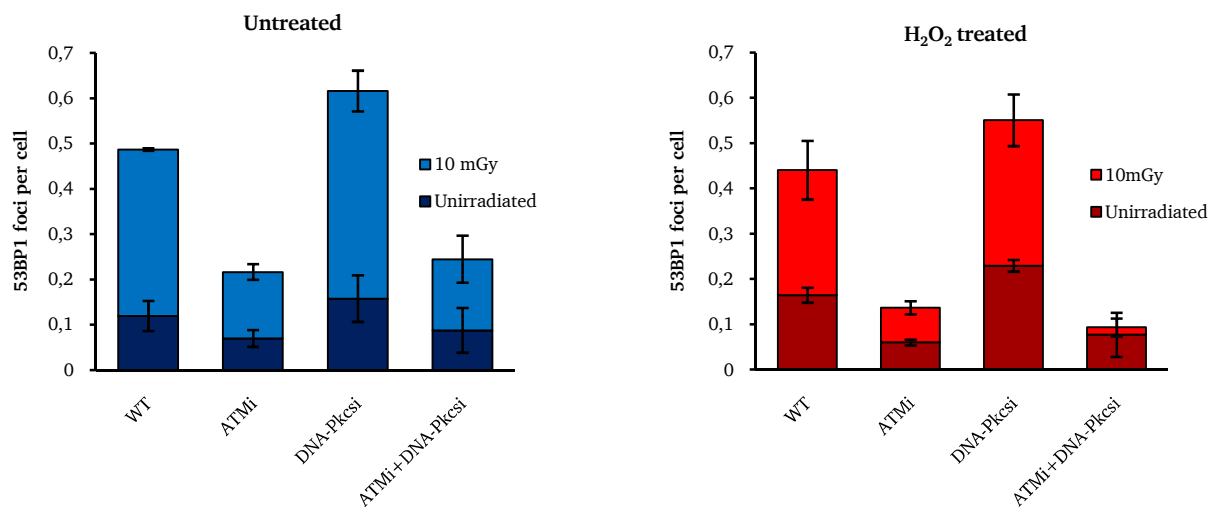 Untreated
53BP1 foci per cell
0,7
0,6
0,5
0,4
0,3
0,2
0,1
0
10 mGy
Unirradiated
WT
ATMi
DNA-Pkcsi
ATMi+DNA-Pkcsi
H₂O₂ treated
53BP1 foci per cell
0,7
0,6
0,5
0,4
0,3
0,2
0,1
0
10mGy
Unirradiated
WT
ATMi
DNA-Pkcsi
ATMi+DNA-Pkcsi